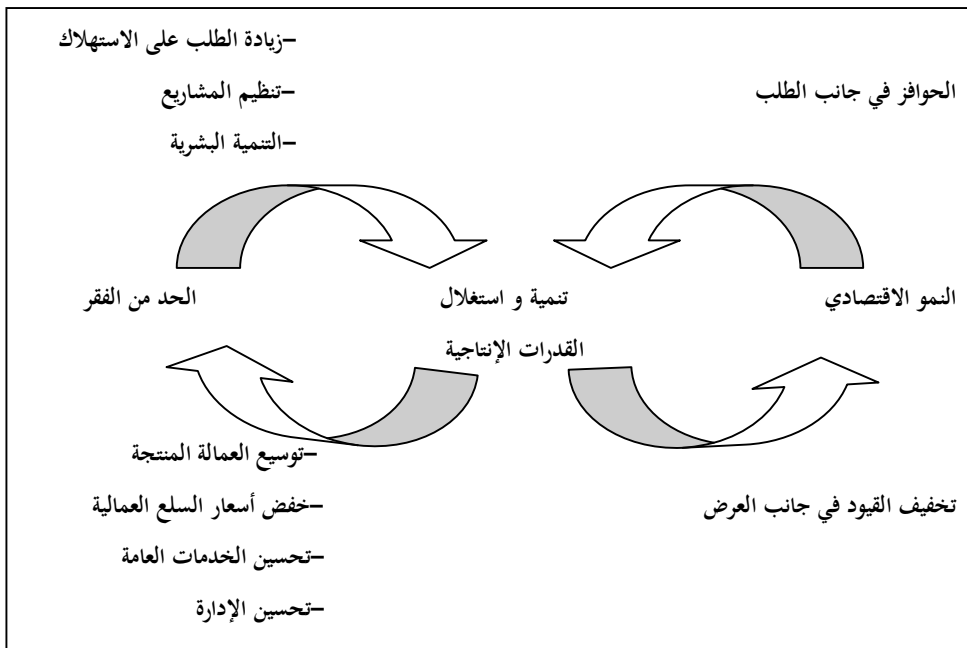 –زيادة الطلب على الاستهلاك
الحوافز في جانب الطلب
–تنظيم المشاريع
–التنمية البشرية
النمو الاقتصادي
تنمية و استغلال
القدرات الإنتاجية
الحد من الفقر
–توسيع العمالة المنتجة
تخفيف القيود في جانب العرض
–خفض أسعار السلع العمالية
–تحسين الخدمات العامة
–تحسين الإدارة